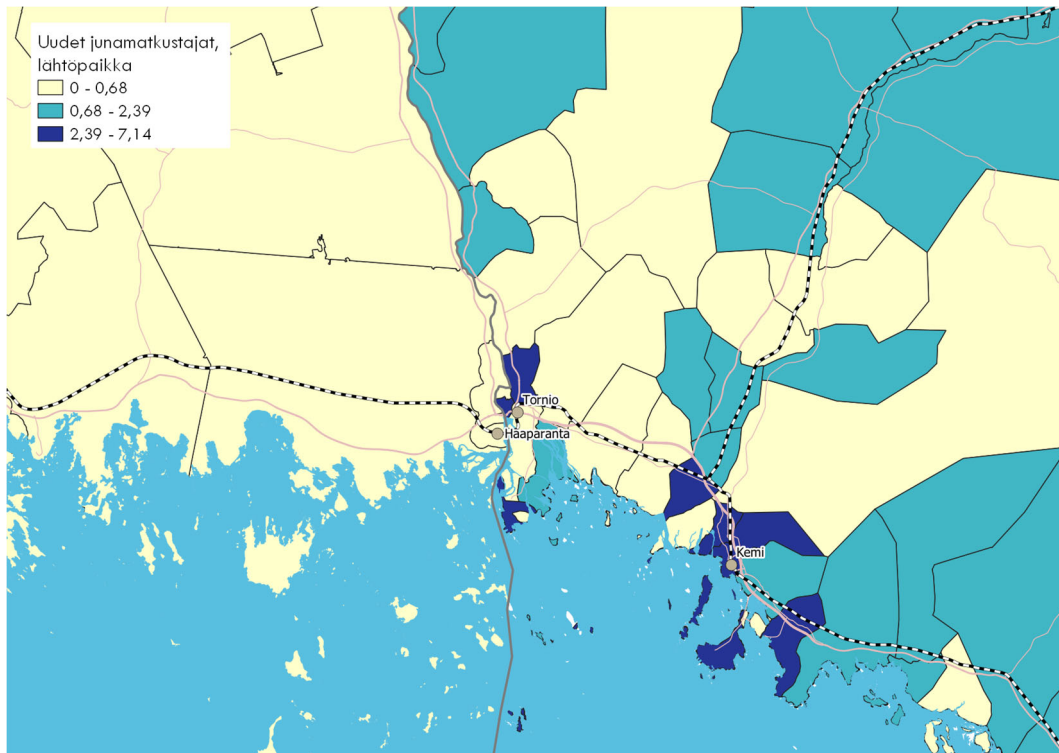 Uudet junamatkustajat,
lähtöpaikka
0 - 0,68
0,68 - 2,39
2,39 - 7,14
Tornio
Haaparanta
Kemi